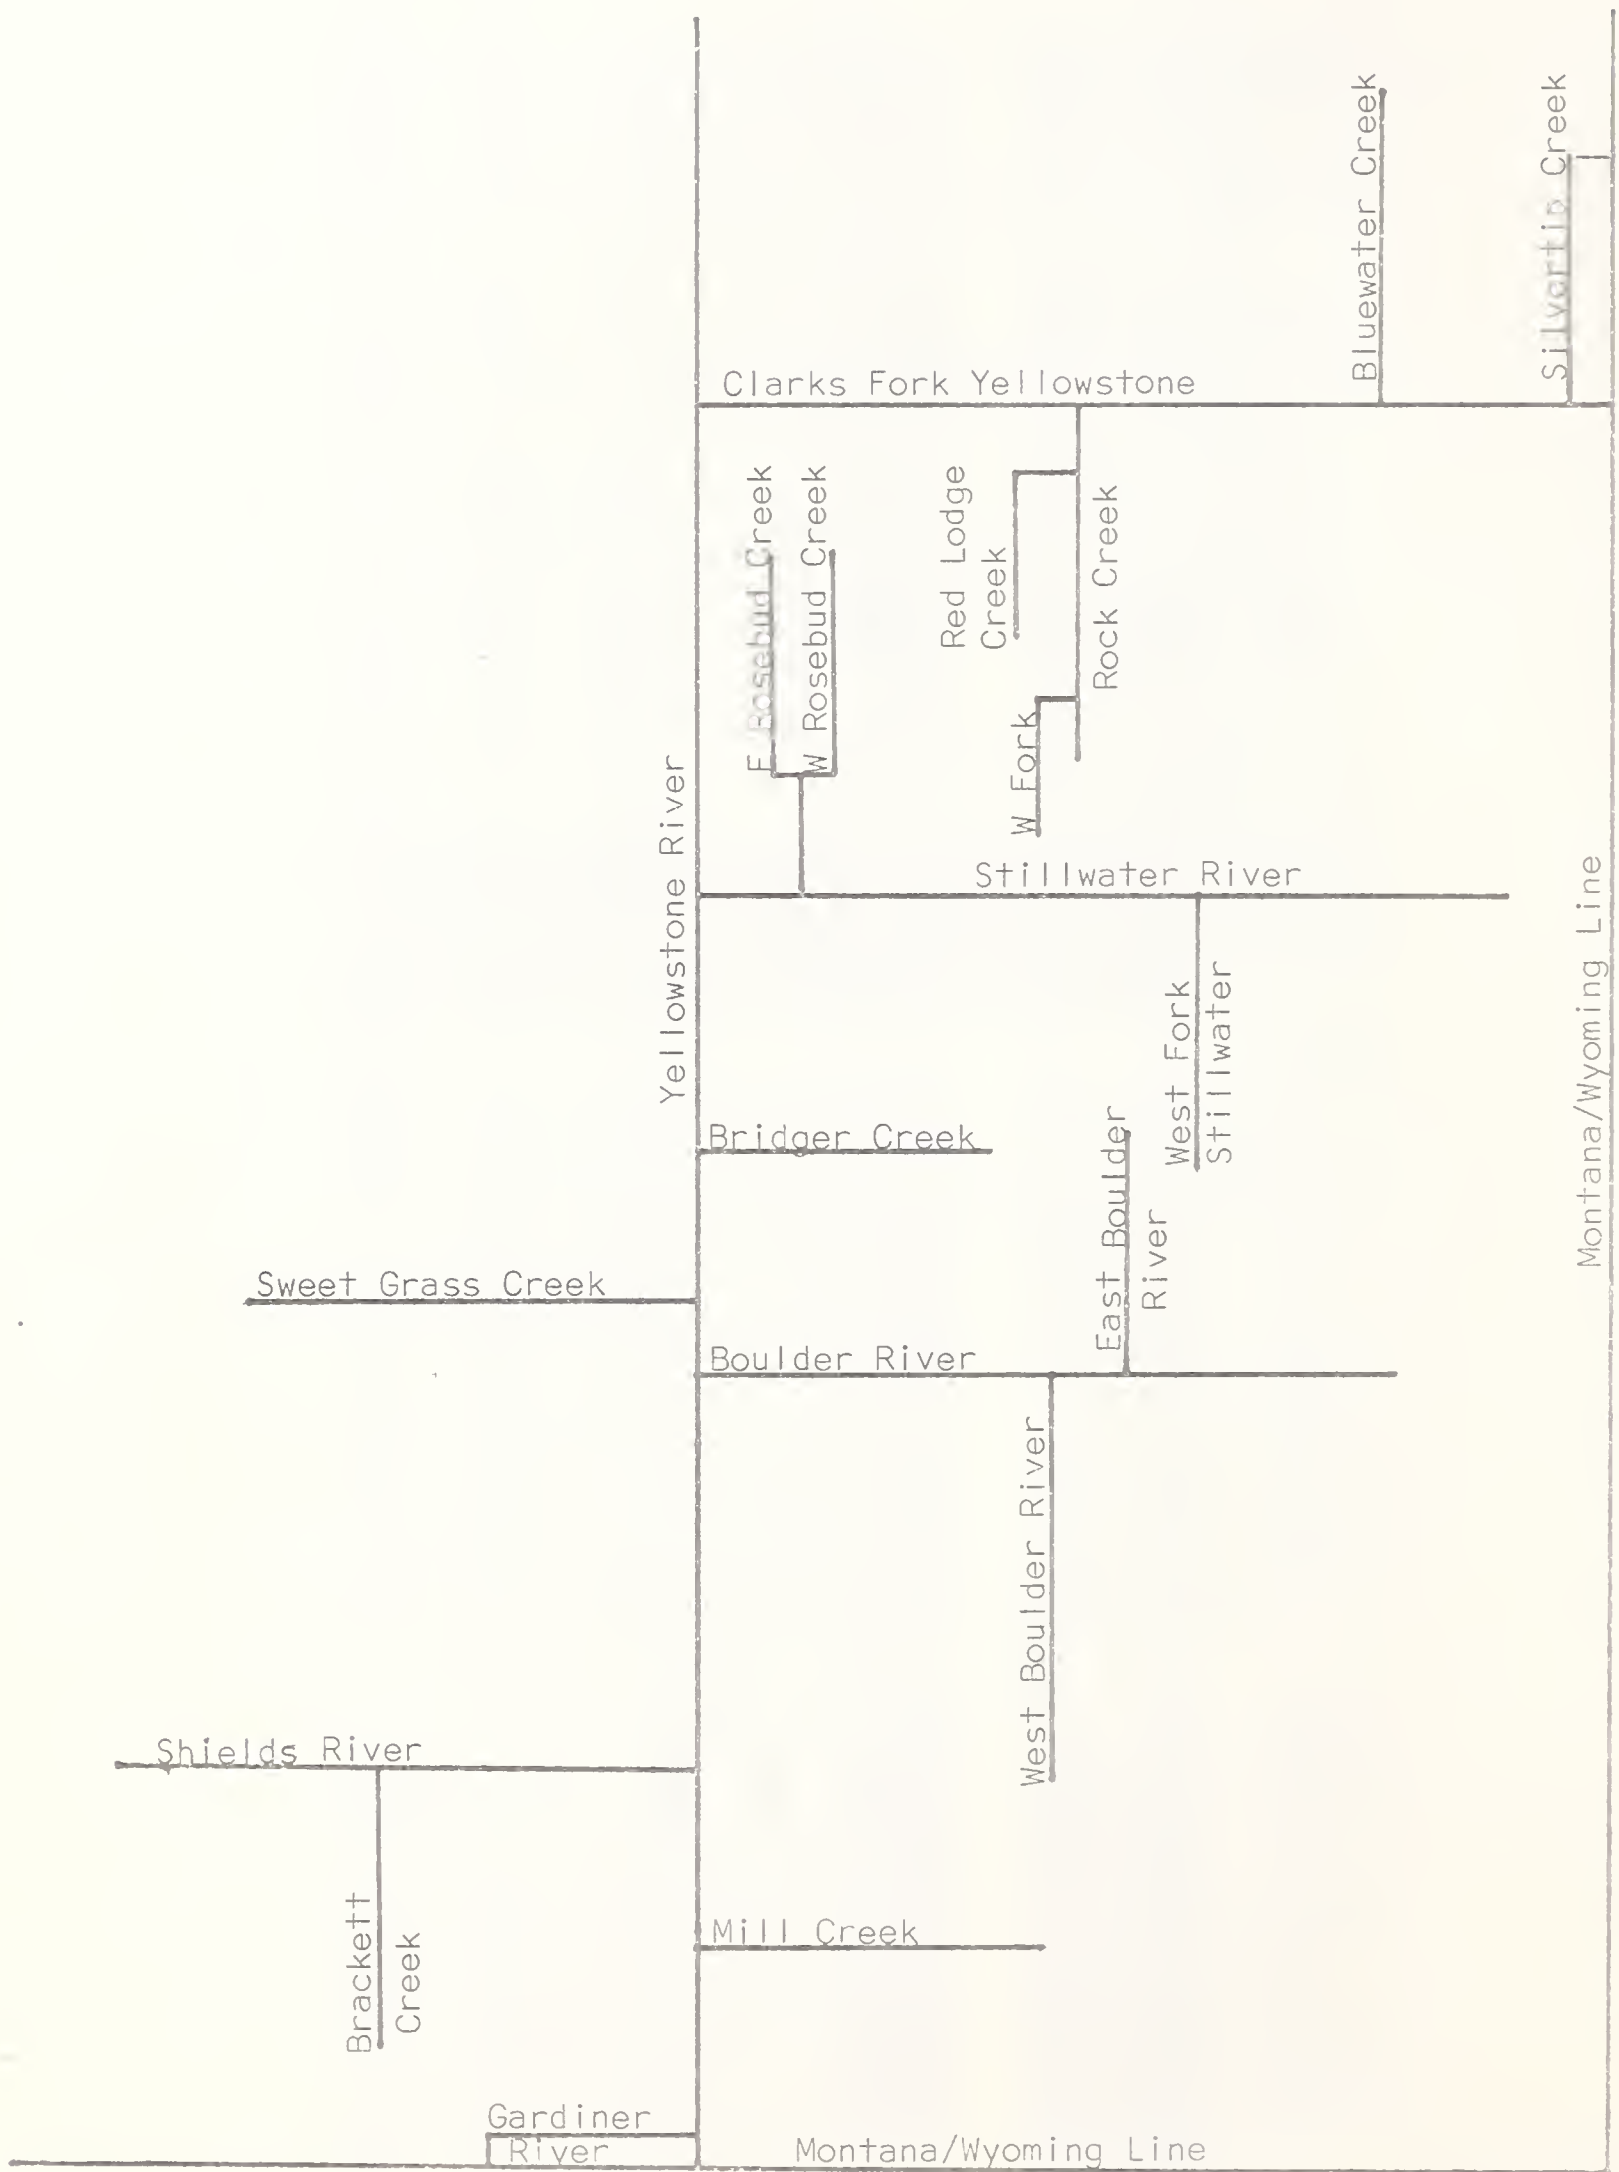 Bluewater Creek
Silvertip Creek
Clarks Fork Yellowstone
E Rosebud Creek
W Rosebud Creek
Red Lodge
Creek
Rock Creek
W Fork
Yellowstone River
Stillwater River
West Fork
Stillwater
Montana/Wyoming Line
Bridger Creek
East Boulder
River
Sweet Grass Creek
Boulder River
West Boulder River
Shields River
Brackett
Creek
Mill Creek
Gardiner
River
Montana/Wyoming Line